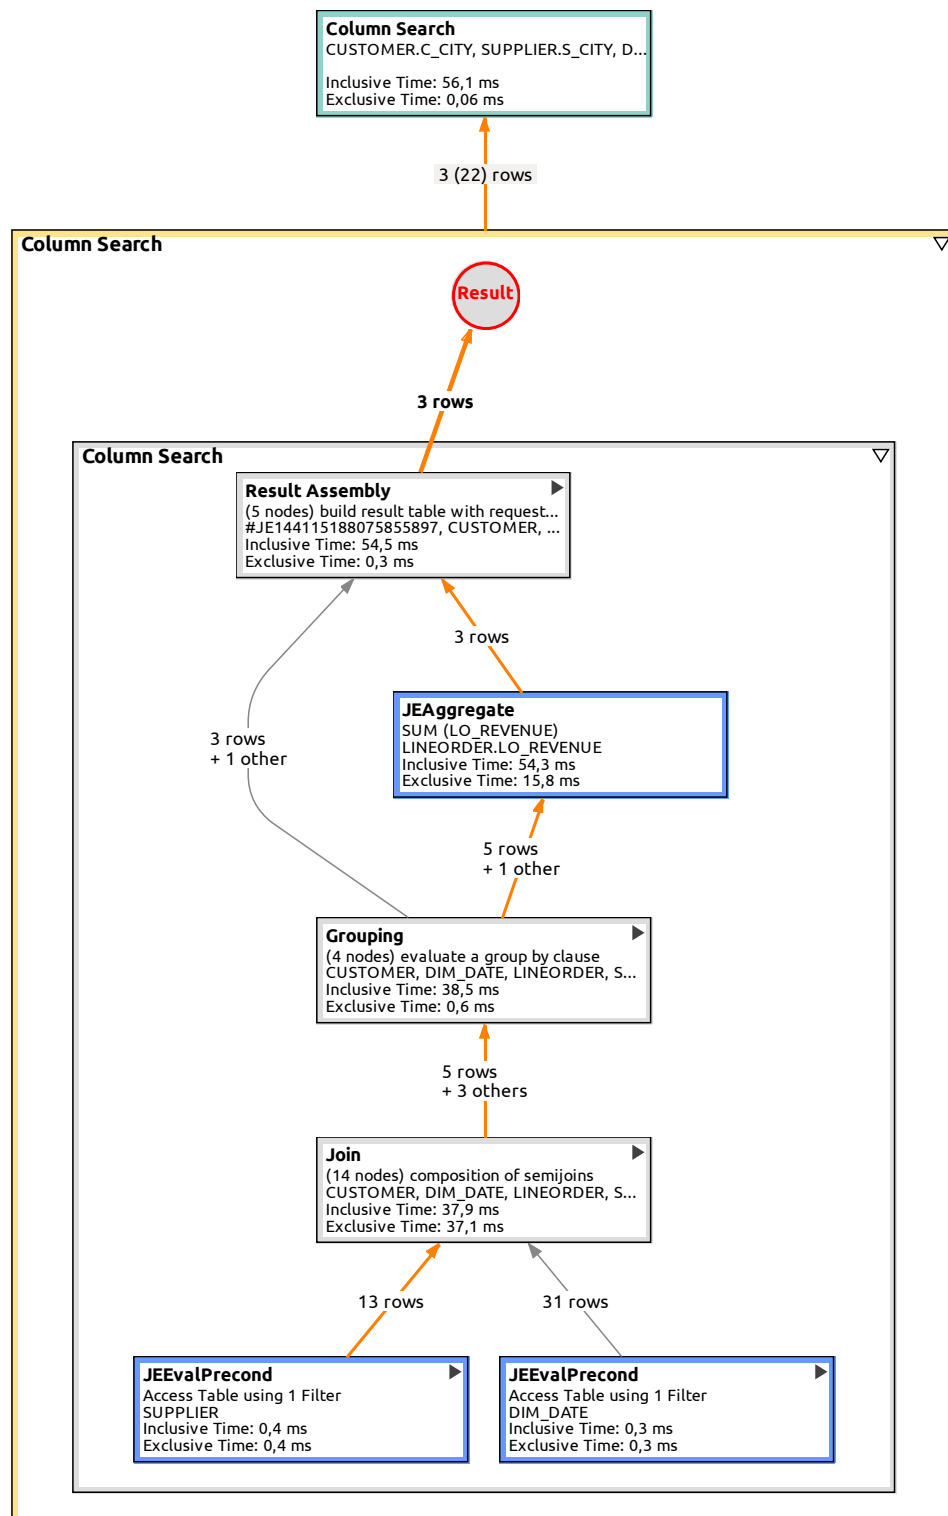 Column Search
CUSTOMER.C_CITY, SUPPLIER.S_CITY, D...
Inclusive Time: 56,1 ms
Exclusive Time: 0,06 ms
3 (22) rows
Column Search
Result
3 rows
Column Search
Result Assembly
(5 nodes) build result table with request...
#JE144115188075855897, CUSTOMER, ...
Inclusive Time: 54,5 ms
Exclusive Time: 0,3 ms
3 rows
JEAggregate
SUM (LO_REVENUE)
LINEORDER.LO_REVENUE
Inclusive Time: 54,3 ms
Exclusive Time: 15,8 ms
3 rows
+ 1 other
5 rows
+ 1 other
Grouping
(4 nodes) evaluate a group by clause
CUSTOMER, DIM_DATE, LINEORDER, S...
Inclusive Time: 38,5 ms
Exclusive Time: 0,6 ms
5 rows
+ 3 others
Join
(14 nodes) composition of semijoins
CUSTOMER, DIM_DATE, LINEORDER, S...
Inclusive Time: 37,9 ms
Exclusive Time: 37,1 ms
13 rows
31 rows
JEEvalPrecond
Access Table using 1 Filter
SUPPLIER
Inclusive Time: 0,4 ms
Exclusive Time: 0,4 ms
JEEvalPrecond
Access Table using 1 Filter
DIM_DATE
Inclusive Time: 0,3 ms
Exclusive Time: 0,3 ms